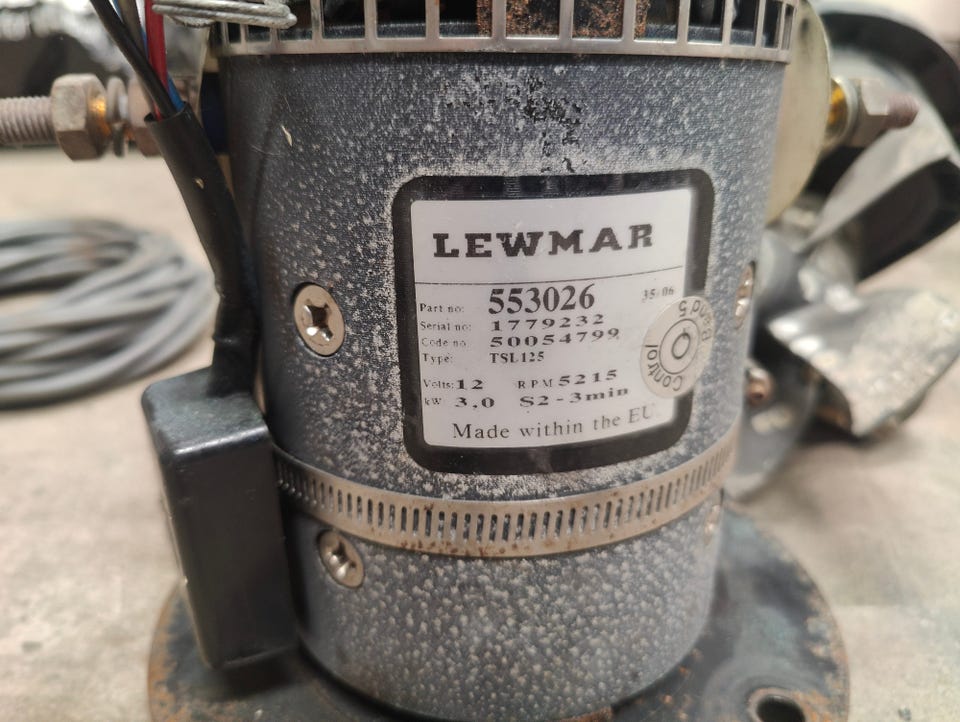 LEWMAR
Part no: 553026 35/06
Serial no: 1779232
Code no 50054799
Type: TSL125
Volts: 12 RPM 5215
kW: 3,0 S2-3min
Made within the EU
Control